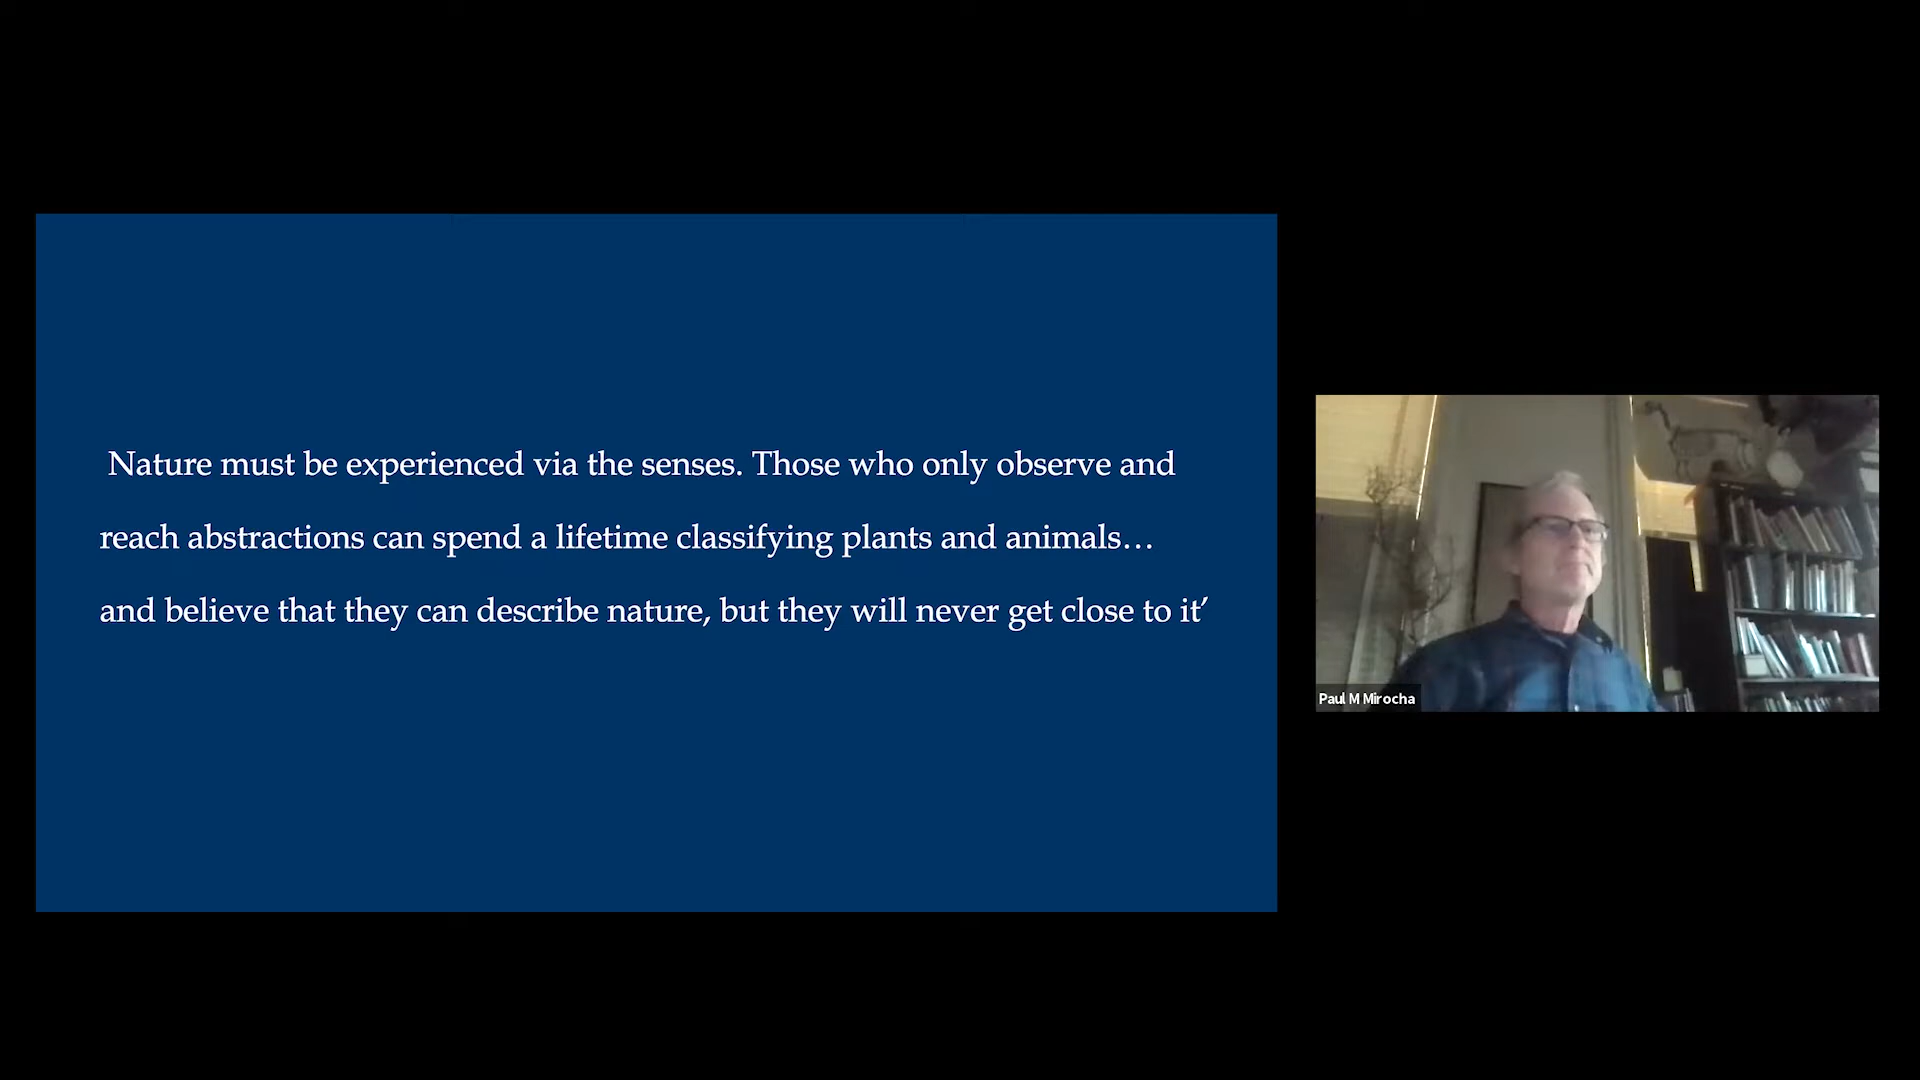 Nature must be experienced via the senses. Those who only observe and
reach abstractions can spend a lifetime classifying plants and animals…
and believe that they can describe nature, but they will never get close to it’
Paul M Mirocha